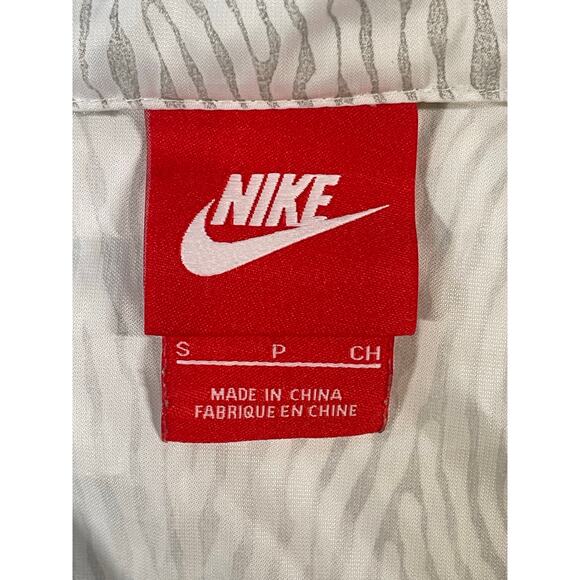 NIKE
S P CH
MADE IN CHINA
FABRIQUE EN CHINE